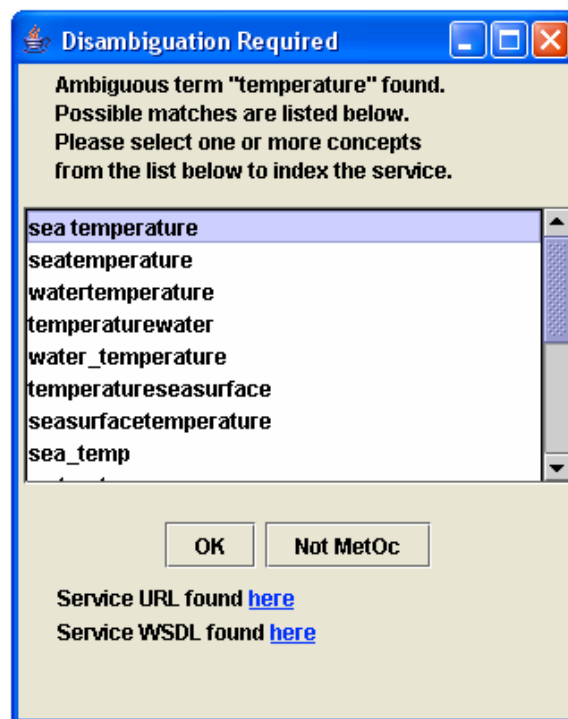 Disambiguation Required
Ambiguous term "temperature" found.
Possible matches are listed below.
Please select one or more concepts
from the list below to index the service.
sea temperature
seatemperature
watertemperature
temperaturewater
water_temperature
temperatureseasurface
seasurfacetemperature
sea_temp
OK Not MetOc
Service URL found here
Service WSDL found here